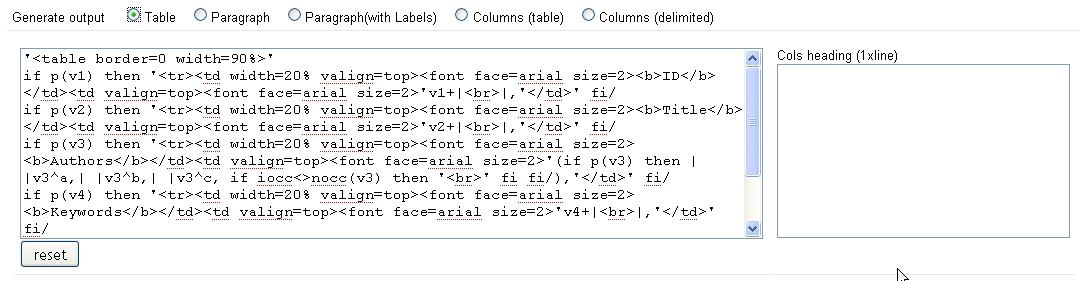 Generate output Table Paragraph Paragraph(with Labels) Columns (table) Columns (delimited)
Cols heading (1xline)
'<table border=0 width=90%>'
if p(v1) then '<tr><td width=20% valign=top><font face=arial size=2><b>ID</b>
</td><td valign=top><font face=arial size=2>'v1+|<br>|,'</td>' fi/
if p(v2) then '<tr><td width=20% valign=top><font face=arial size=2><b>Title</b>
</td><td valign=top><font face=arial size=2>'v2+|<br>|,'</td>' fi/
if p(v3) then '<tr><td width=20% valign=top><font face=arial size=2>
<b>Authors</b></td><td valign=top><font face=arial size=2>'(if p(v3) then |
|v3^a,| |v3^b,| |v3^c, if iocc<>nocc(v3) then '<br>' fi fi/),'</td>' fi/
if p(v4) then '<tr><td width=20% valign=top><font face=arial size=2>
<b>Keywords</b></td><td valign=top><font face=arial size=2>'v4+|<br>|,'</td>'
fi/
reset